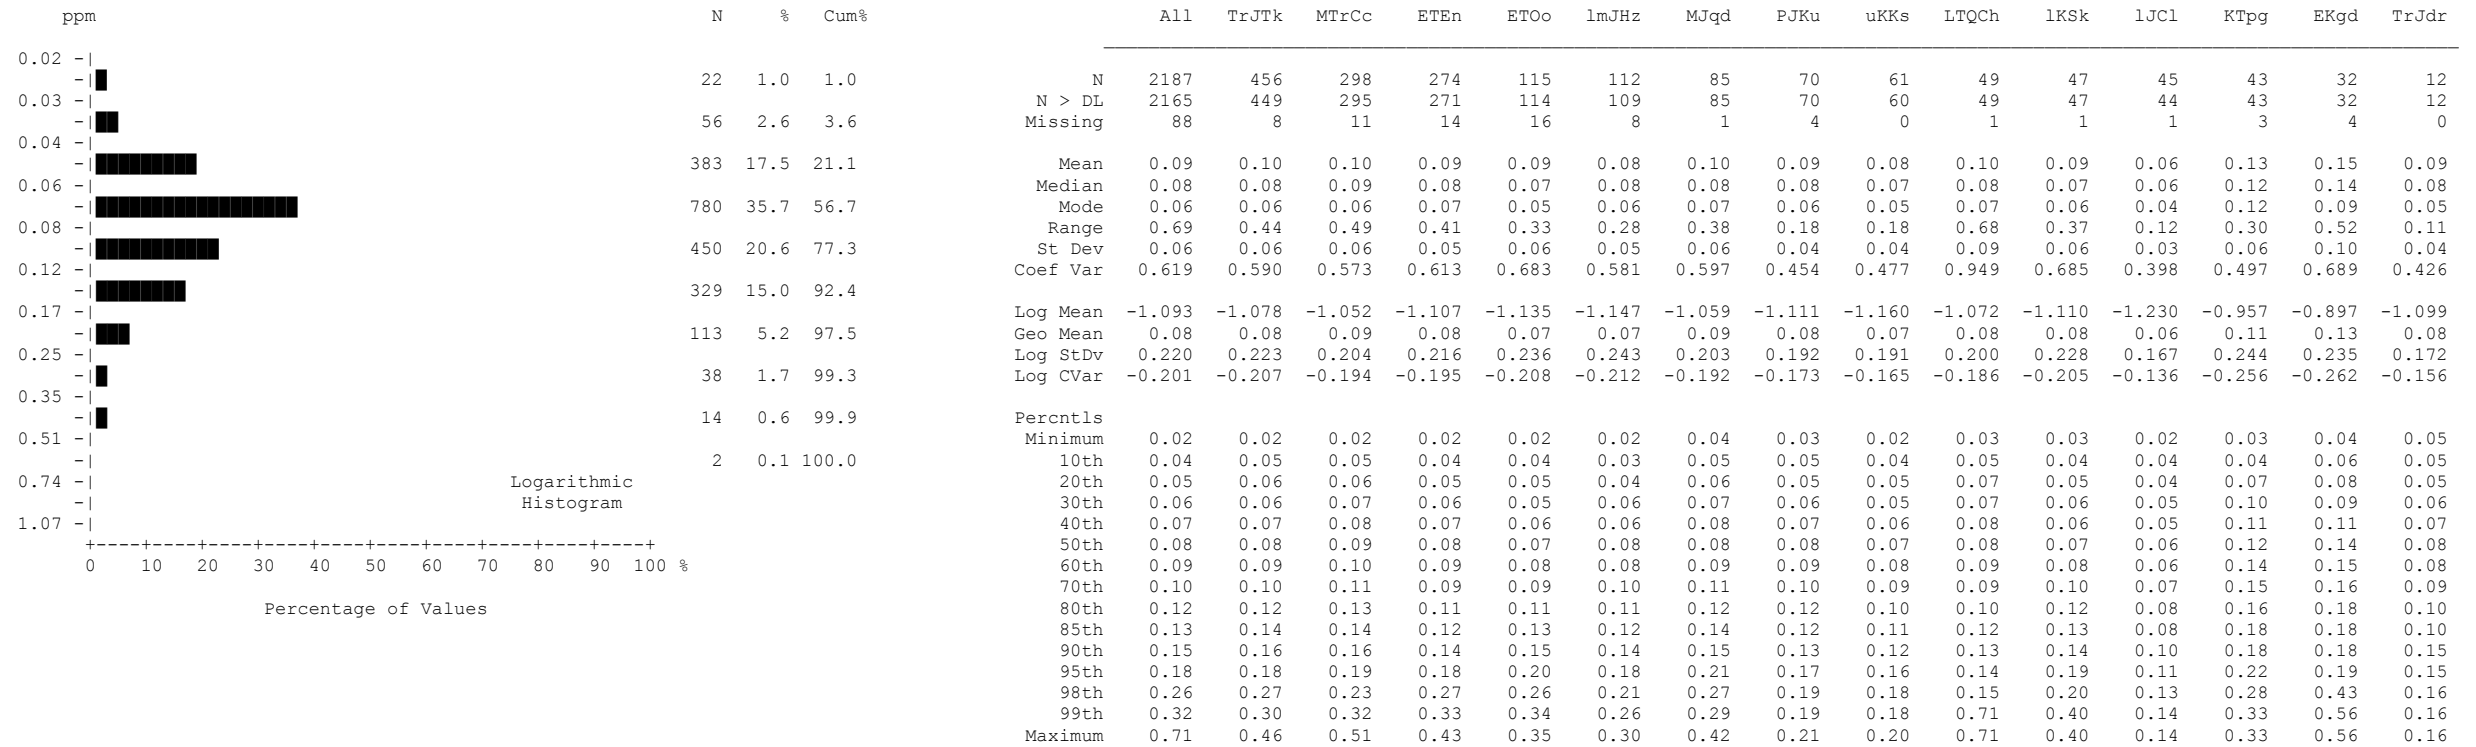 ppm N % Cum% All TrJTk MTrCc ETEn ETOo lmJHz MJqd PJKu uKKs LTQCh lKSk lJCl KTpg EKgd TrJdr
0.02
22 1.0 1.0 N 2187 456 298 274 115 112 85 70 61 49 47 45 43 32 12
0.03 N > DL 2165 449 295 271 114 109 85 70 60 49 47 44 43 32 12
56 2.6 3.6 Missing 88 8 11 14 16 8 1 4 0 1 1 1 3 4 0
0.04
383 17.5 21.1 Mean 0.09 0.10 0.10 0.09 0.09 0.08 0.10 0.09 0.08 0.10 0.09 0.06 0.13 0.15 0.09
0.06 Median 0.08 0.08 0.09 0.08 0.07 0.08 0.08 0.08 0.07 0.08 0.07 0.06 0.12 0.14 0.08
780 35.7 56.7 Mode 0.06 0.06 0.06 0.07 0.05 0.06 0.07 0.06 0.05 0.07 0.06 0.04 0.12 0.09 0.05
0.08 Range 0.69 0.44 0.49 0.41 0.33 0.28 0.38 0.18 0.18 0.68 0.37 0.12 0.30 0.52 0.11
450 20.6 77.3 St Dev 0.06 0.06 0.06 0.05 0.06 0.05 0.06 0.04 0.04 0.09 0.06 0.03 0.06 0.10 0.04
0.12 Coef Var 0.619 0.590 0.573 0.613 0.683 0.581 0.597 0.454 0.477 0.949 0.685 0.398 0.497 0.689 0.426
329 15.0 92.4
0.17 Log Mean -1.093 -1.078 -1.052 -1.107 -1.135 -1.147 -1.059 -1.111 -1.160 -1.072 -1.110 -1.230 -0.957 -0.897 -1.099
113 5.2 97.5 Geo Mean 0.08 0.08 0.09 0.08 0.07 0.07 0.09 0.08 0.07 0.08 0.08 0.06 0.11 0.13 0.08
0.25 Log StDv 0.220 0.223 0.204 0.216 0.236 0.243 0.203 0.192 0.191 0.200 0.228 0.167 0.244 0.235 0.172
38 1.7 99.3 Log CVar -0.201 -0.207 -0.194 -0.195 -0.208 -0.212 -0.192 -0.173 -0.165 -0.186 -0.205 -0.136 -0.256 -0.262 -0.156
0.35
14 0.6 99.9 Percntls
0.51 Minimum 0.02 0.02 0.02 0.02 0.02 0.02 0.04 0.03 0.02 0.03 0.03 0.02 0.03 0.04 0.05
2 0.1 100.0 10th 0.04 0.05 0.05 0.04 0.04 0.03 0.05 0.05 0.04 0.05 0.04 0.04 0.04 0.06 0.05
0.74 Logarithmic 20th 0.05 0.06 0.06 0.05 0.05 0.04 0.06 0.05 0.05 0.07 0.05 0.04 0.07 0.08 0.05
Histogram 30th 0.06 0.06 0.07 0.06 0.05 0.06 0.07 0.06 0.05 0.07 0.06 0.05 0.10 0.09 0.06
1.07 40th 0.07 0.07 0.08 0.07 0.06 0.06 0.08 0.07 0.06 0.08 0.06 0.05 0.11 0.11 0.07
50th 0.08 0.08 0.09 0.08 0.07 0.08 0.08 0.08 0.07 0.08 0.07 0.06 0.12 0.14 0.08
0 10 20 30 40 50 60 70 80 90 100 % 60th 0.09 0.09 0.10 0.09 0.08 0.08 0.09 0.09 0.08 0.09 0.08 0.06 0.14 0.15 0.08
70th 0.10 0.10 0.11 0.09 0.09 0.10 0.11 0.10 0.09 0.09 0.10 0.07 0.15 0.16 0.09
Percentage of Values 80th 0.12 0.12 0.13 0.11 0.11 0.11 0.12 0.12 0.10 0.10 0.12 0.08 0.16 0.18 0.10
85th 0.13 0.14 0.14 0.12 0.13 0.12 0.14 0.12 0.11 0.12 0.13 0.08 0.18 0.18 0.10
90th 0.15 0.16 0.16 0.14 0.15 0.14 0.15 0.13 0.12 0.13 0.14 0.10 0.18 0.18 0.15
95th 0.18 0.18 0.19 0.18 0.20 0.18 0.21 0.17 0.16 0.14 0.19 0.11 0.22 0.19 0.15
98th 0.26 0.27 0.23 0.27 0.26 0.21 0.27 0.19 0.18 0.15 0.20 0.13 0.28 0.43 0.16
99th 0.32 0.30 0.32 0.33 0.34 0.26 0.29 0.19 0.18 0.71 0.40 0.14 0.33 0.56 0.16
Maximum 0.71 0.46 0.51 0.43 0.35 0.30 0.42 0.21 0.20 0.71 0.40 0.14 0.33 0.56 0.16